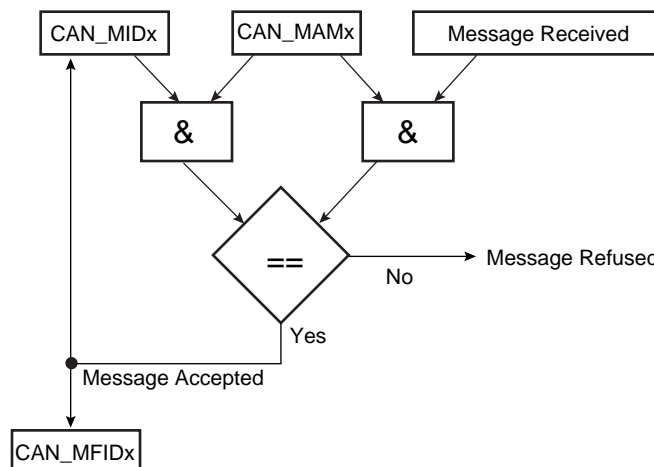 CAN_MIDx
CAN_MAMx
Message Received
&
&
==
No
Message Refused
Yes
Message Accepted
CAN_MFIDx